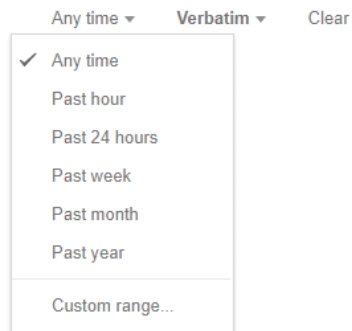 Any time Verbatim Clear
Any time
Past hour
Past 24 hours
Past week
Past month
Past year
Custom range...